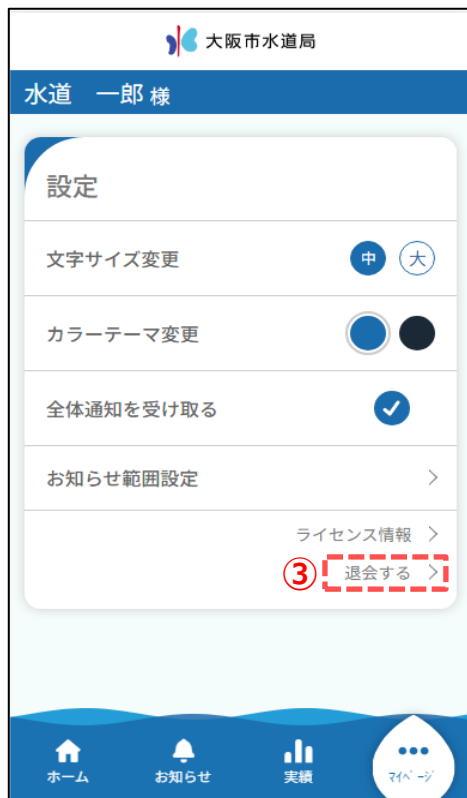 大阪市水道局
水道　一郎 様
設定
文字サイズ変更 中 大
カラーテーマ変更
全体通知を受け取る
お知らせ範囲設定
ライセンス情報
③ 退会する
ホーム お知らせ 実績 ﾏｲﾍﾟｰｼﾞ